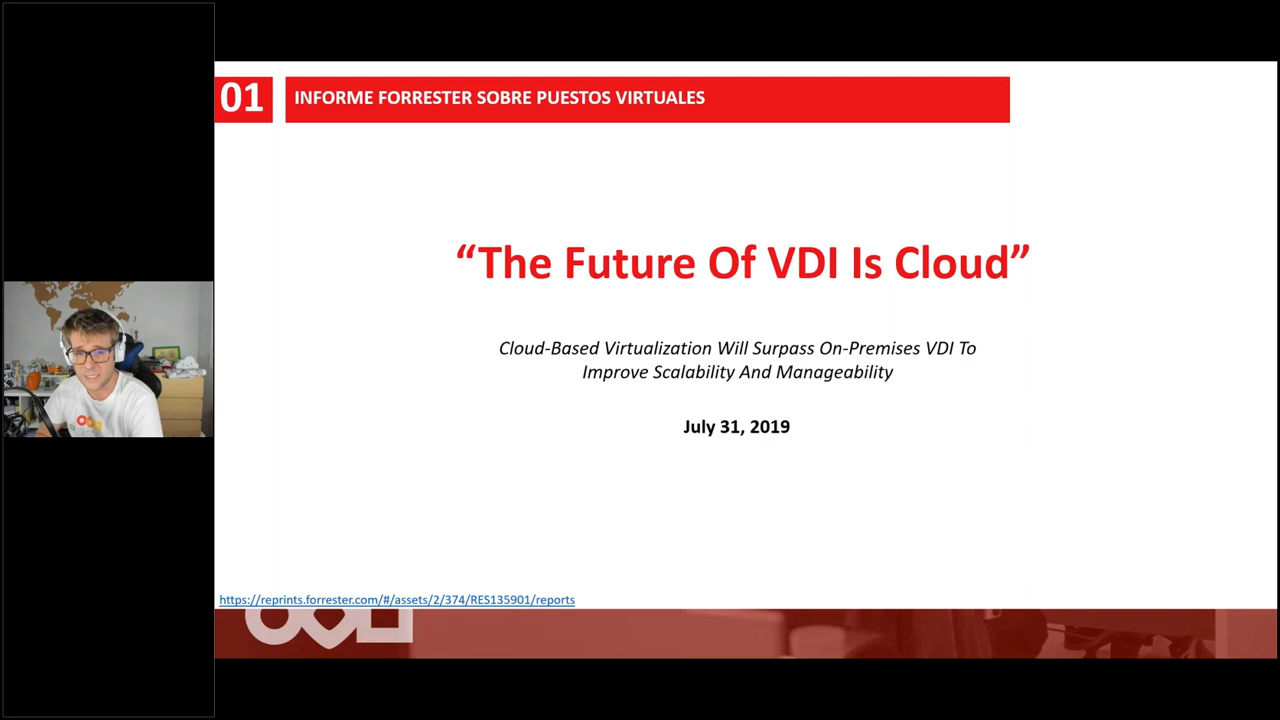 01
INFORME FORRESTER SOBRE PUESTOS VIRTUALES
“The Future Of VDI Is Cloud”
Cloud-Based Virtualization Will Surpass On-Premises VDI To
Improve Scalability And Manageability
July 31, 2019
https://reprints.forrester.com/#/assets/2/374/RES135901/reports